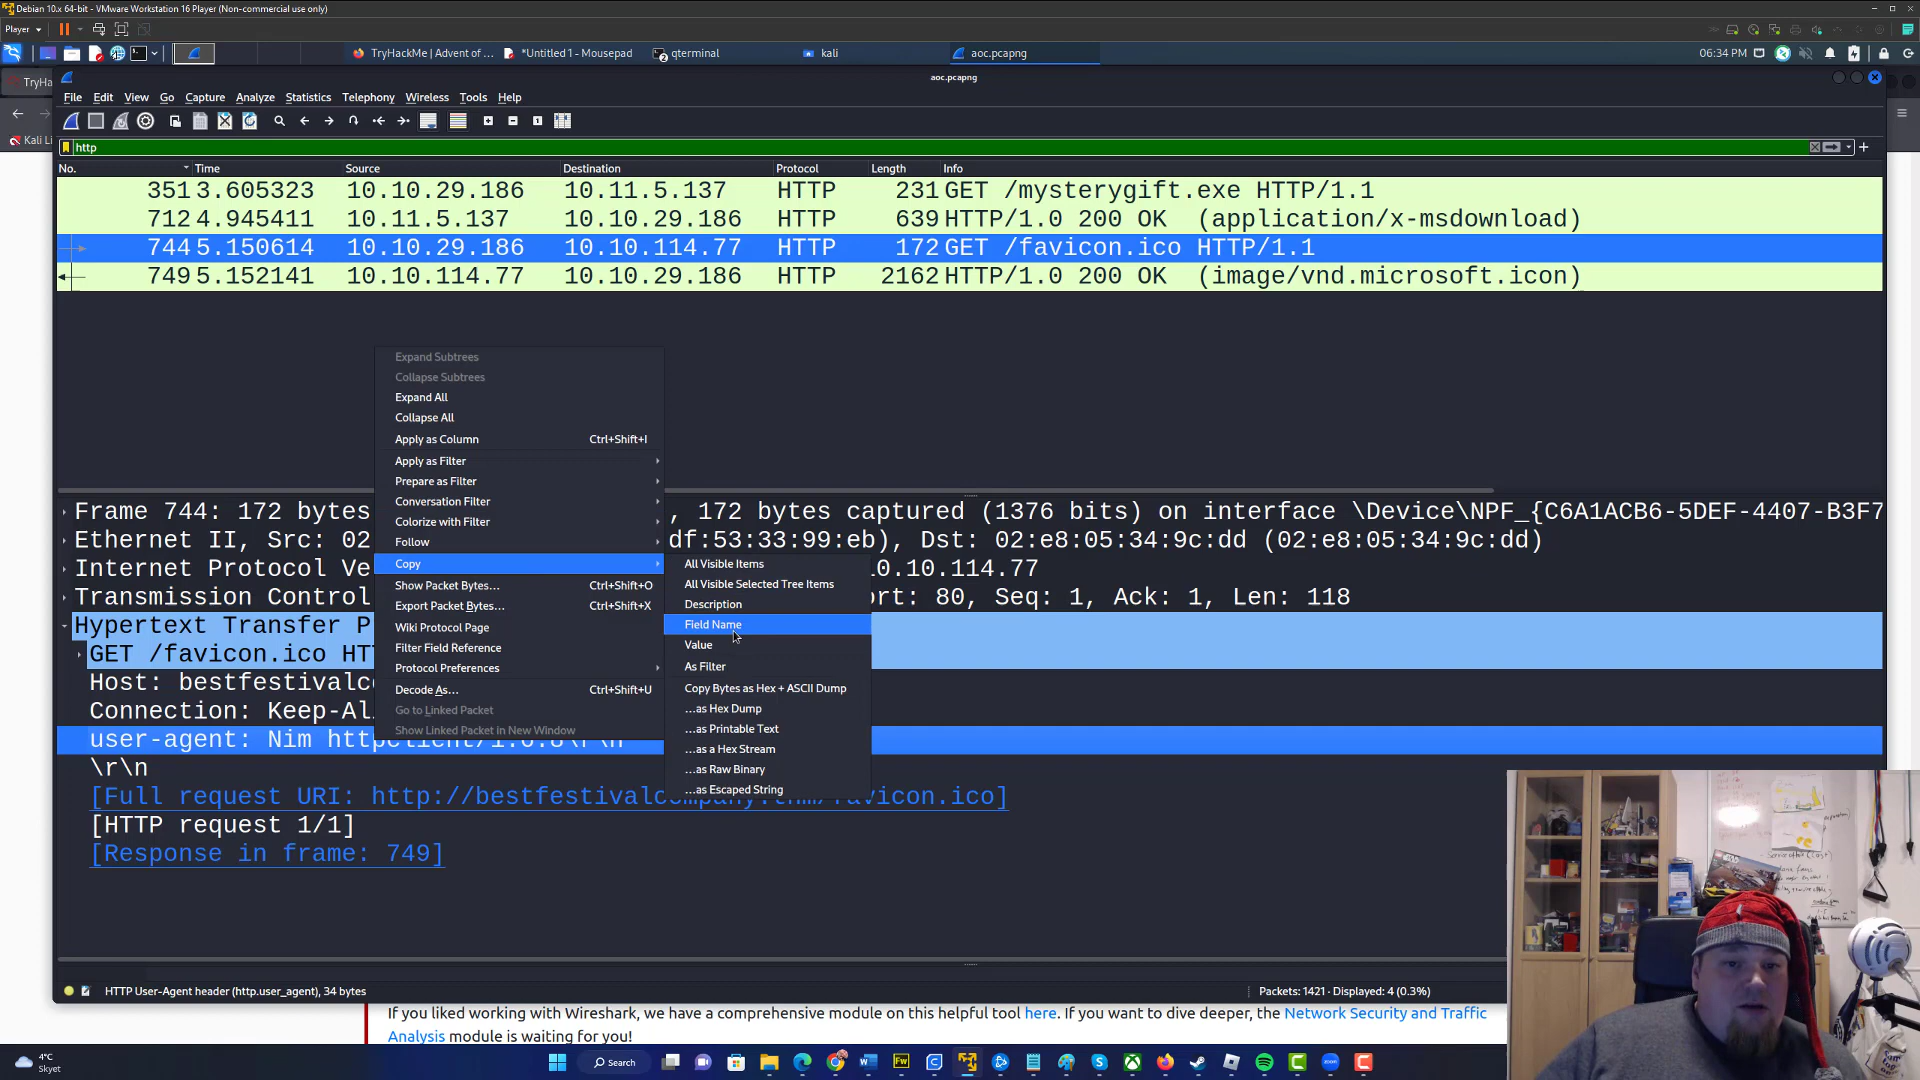 Debian 10.x 64-bit - VMware Workstation 16 Player (Non-commercial use only)
Player
TryHackMe | Advent of ...
*Untitled 1 - Mousepad
qterminal
kali
aoc.pcapng
06:34 PM
TryH
aoc.pcapng
File Edit View Go Capture Analyze Statistics Telephony Wireless Tools Help
Kali Li
http
No. Time Source Destination Protocol Length Info
351 3.605323 10.10.29.186 10.11.5.137 HTTP 231 GET /mysterygift.exe HTTP/1.1
712 4.945411 10.11.5.137 10.10.29.186 HTTP 639 HTTP/1.0 200 OK (application/x-msdownload)
744 5.150614 10.10.29.186 10.10.114.77 HTTP 172 GET /favicon.ico HTTP/1.1
749 5.152141 10.10.114.77 10.10.29.186 HTTP 2162 HTTP/1.0 200 OK (image/vnd.microsoft.icon)
Expand Subtrees
Collapse Subtrees
Expand All
Collapse All
Apply as Column Ctrl+Shift+I
Apply as Filter
Prepare as Filter
Conversation Filter
Colorize with Filter
Follow
Copy
Show Packet Bytes... Ctrl+Shift+O
Export Packet Bytes... Ctrl+Shift+X
Wiki Protocol Page
Filter Field Reference
Protocol Preferences
Decode As... Ctrl+Shift+U
Go to Linked Packet
Show Linked Packet in New Window
All Visible Items
All Visible Selected Tree Items
Description
Field Name
Value
As Filter
Copy Bytes as Hex + ASCII Dump
...as Hex Dump
...as Printable Text
...as a Hex Stream
...as Raw Binary
...as Escaped String
Frame 744: 172 bytes , 172 bytes captured (1376 bits) on interface \Device\NPF_{C6A1ACB6-5DEF-4407-B3F7
Ethernet II, Src: 02 df:53:33:99:eb), Dst: 02:e8:05:34:9c:dd (02:e8:05:34:9c:dd)
Internet Protocol Ve .10.10.114.77
Transmission Control ort: 80, Seq: 1, Ack: 1, Len: 118
Hypertext Transfer P
GET /favicon.ico HT
Host: bestfestivalc
Connection: Keep-Al
user-agent: Nim httpclient/1.6.8\r\n
\r\n
[Full request URI: http://bestfestivalcompany.thm/favicon.ico]
[HTTP request 1/1]
[Response in frame: 749]
HTTP User-Agent header (http.user_agent), 34 bytes
Packets: 1421 · Displayed: 4 (0.3%)
If you liked working with Wireshark, we have a comprehensive module on this helpful tool here. If you want to dive deeper, the Network Security and Traffic
Analysis module is waiting for you!
4°C
Skyet
Search